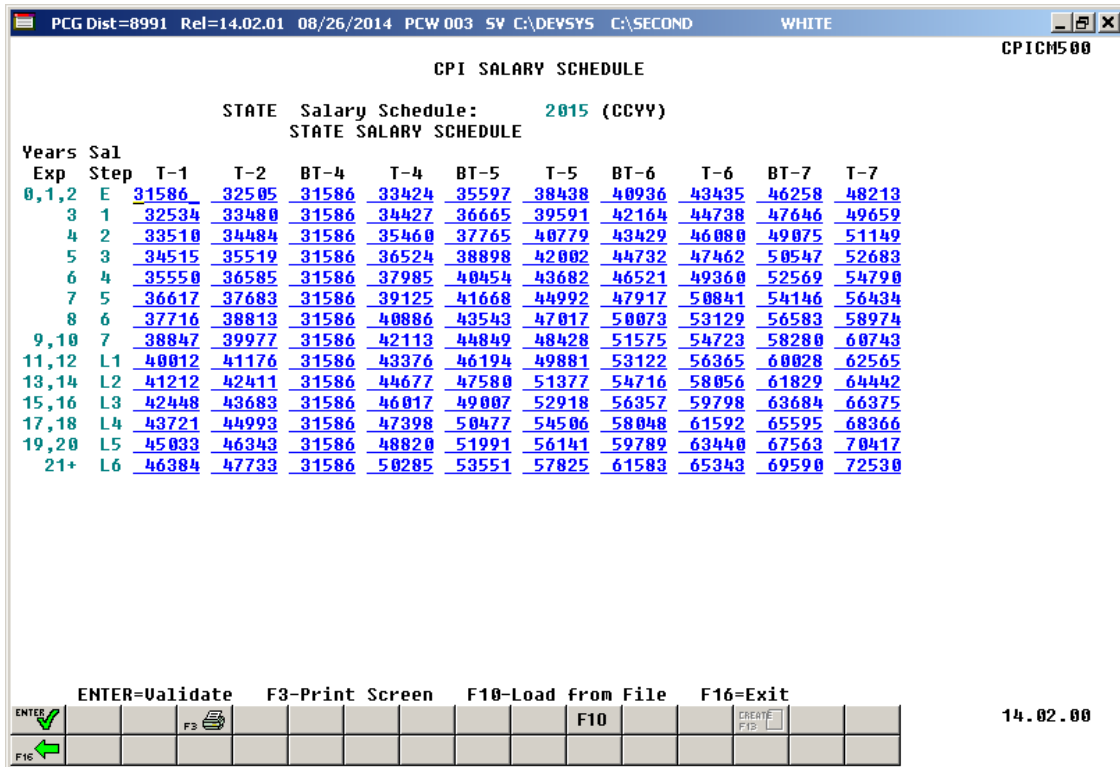 PCG Dist=8991 Rel=14.02.01 08/26/2014 PCW 003 SV C:\DEVSYS C:\SECOND WHITE
CPICM500
CPI SALARY SCHEDULE
STATE Salary Schedule: 2015 (CCYY)
STATE SALARY SCHEDULE
Years Sal
Exp Step T-1 T-2 BT-4 T-4 BT-5 T-5 BT-6 T-6 BT-7 T-7
0,1,2 E 31586 32505 31586 33424 35597 38438 40936 43435 46258 48213
3 1 32534 33480 31586 34427 36665 39591 42164 44738 47646 49659
4 2 33510 34484 31586 35460 37765 40779 43429 46080 49075 51149
5 3 34515 35519 31586 36524 38898 42002 44732 47462 50547 52683
6 4 35550 36585 31586 37985 40454 43682 46521 49360 52569 54790
7 5 36617 37683 31586 39125 41668 44992 47917 50841 54146 56434
8 6 37716 38813 31586 40886 43543 47017 50073 53129 56583 58974
9,10 7 38847 39977 31586 42113 44849 48428 51575 54723 58280 60743
11,12 L1 40012 41176 31586 43376 46194 49881 53122 56365 60028 62565
13,14 L2 41212 42411 31586 44677 47580 51377 54716 58056 61829 64442
15,16 L3 42448 43683 31586 46017 49007 52918 56357 59798 63684 66375
17,18 L4 43721 44993 31586 47398 50477 54506 58048 61592 65595 68366
19,20 L5 45033 46343 31586 48820 51991 56141 59789 63440 67563 70417
21+ L6 46384 47733 31586 50285 53551 57825 61583 65343 69590 72530
ENTER=Validate F3-Print Screen F10-Load from File F16=Exit
ENTER F3 F10 CREATE F13
14.02.00
F16